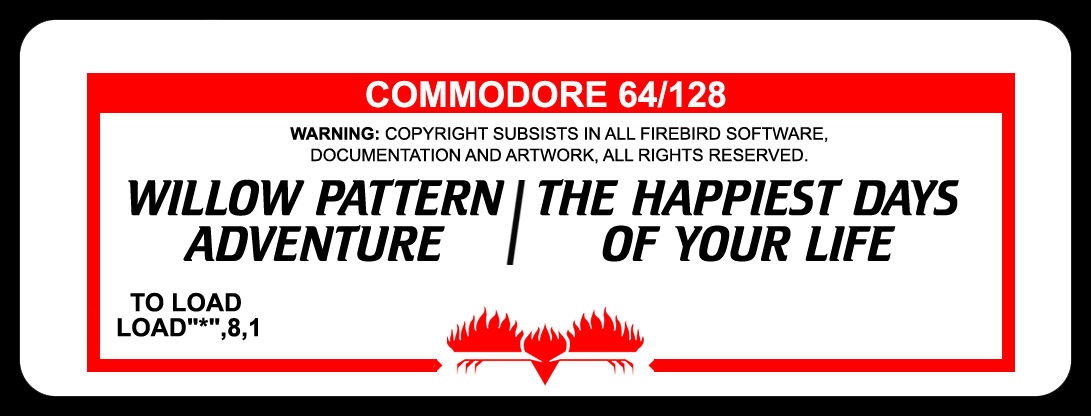 COMMODORE 64/128
WARNING: COPYRIGHT SUBSISTS IN ALL FIREBIRD SOFTWARE,
DOCUMENTATION AND ARTWORK, ALL RIGHTS RESERVED.
WILLOW PATTERN
ADVENTURE
THE HAPPIEST DAYS
OF YOUR LIFE
TO LOAD
LOAD"*",8,1